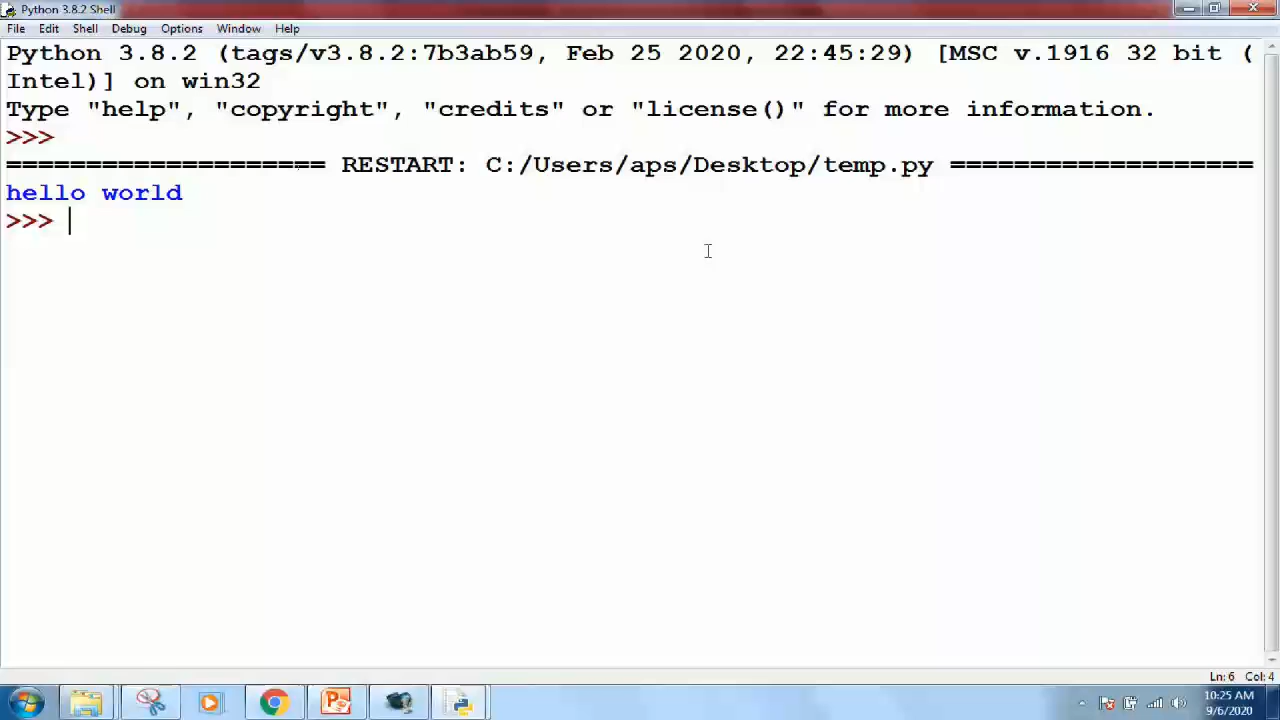 Python 3.8.2 Shell
File Edit Shell Debug Options Window Help
Python 3.8.2 (tags/v3.8.2:7b3ab59, Feb 25 2020, 22:45:29) [MSC v.1916 32 bit (
Intel)] on win32
Type "help", "copyright", "credits" or "license()" for more information.
>>>
==================== RESTART: C:/Users/aps/Desktop/temp.py ===================
hello world
>>>
Ln: 6 Col: 4
10:25 AM
9/6/2020